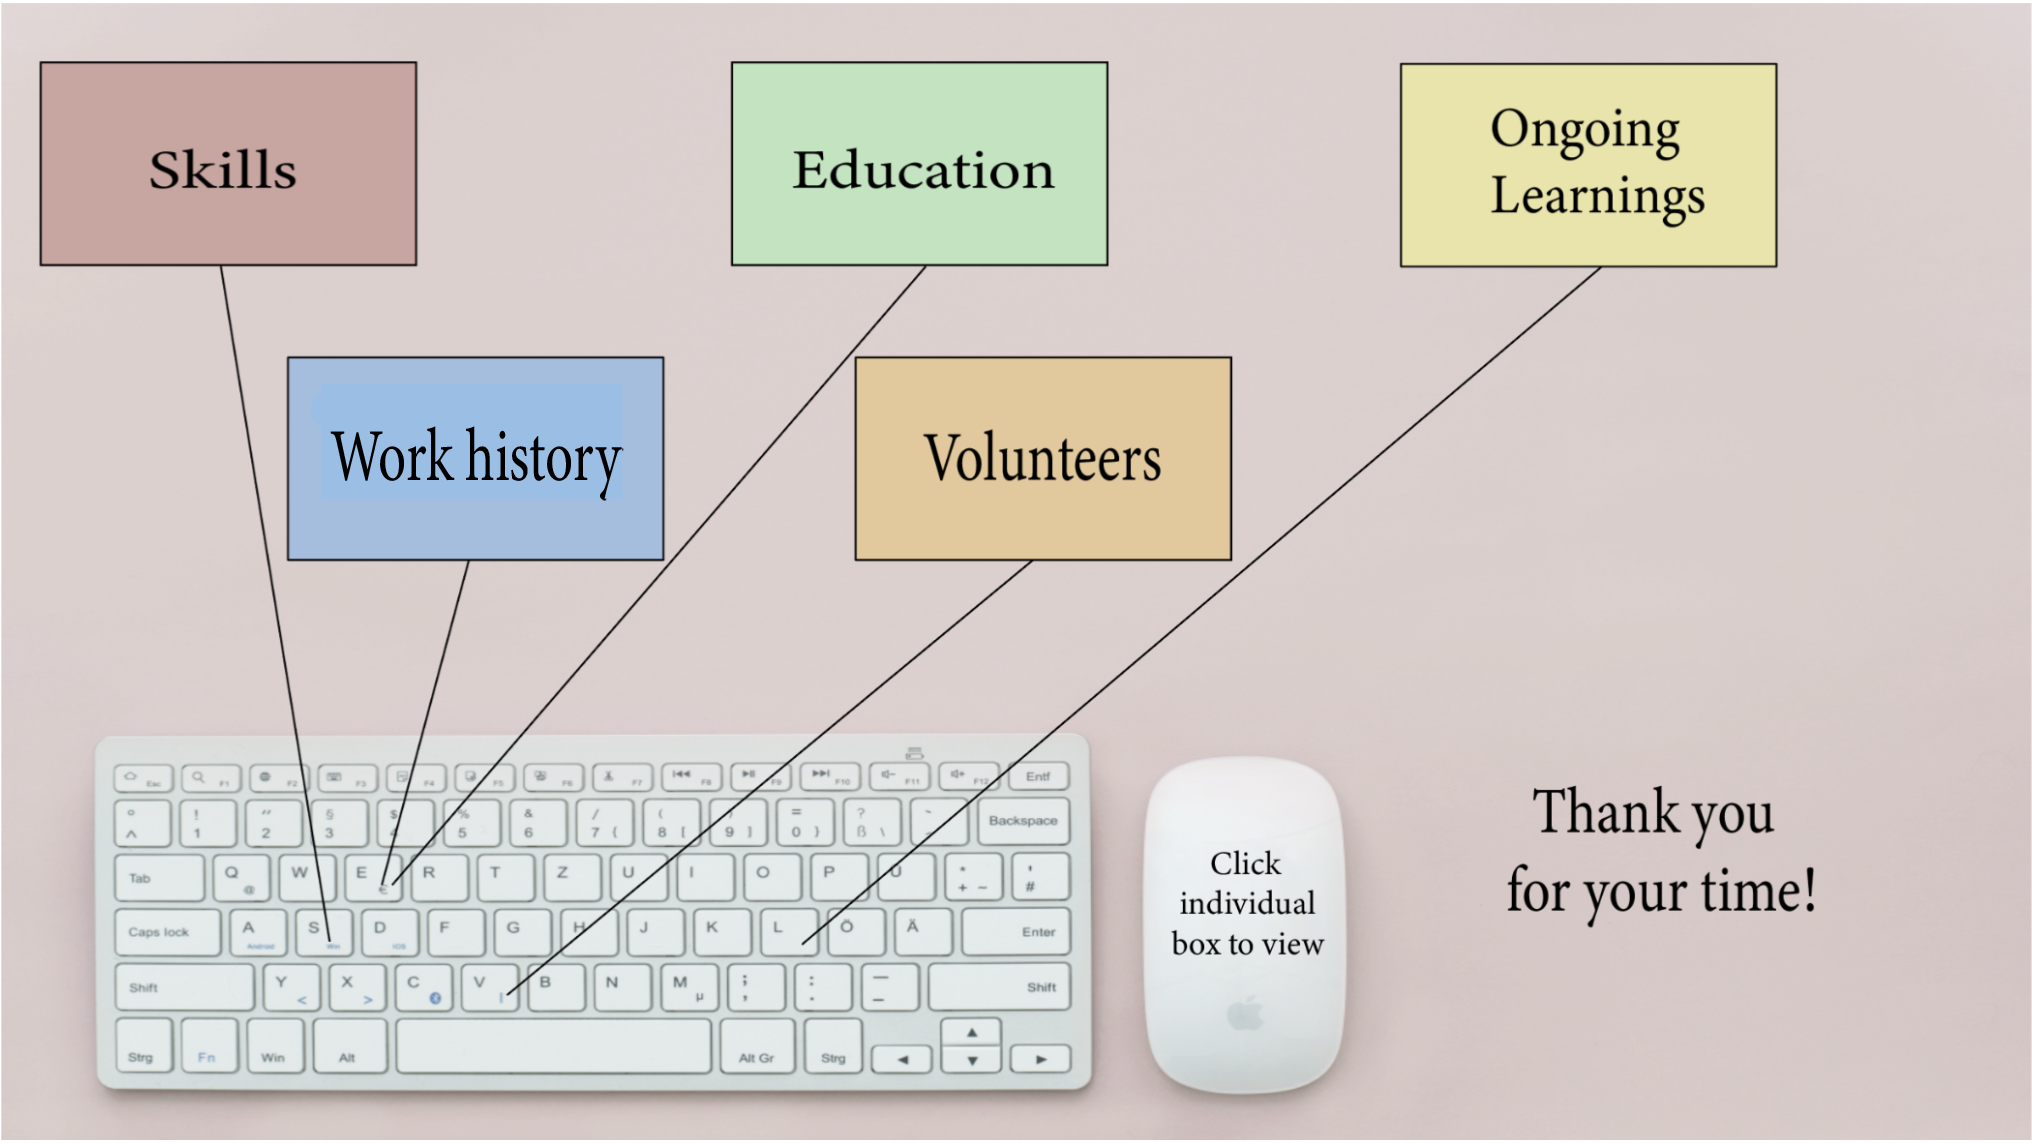 Skills
Education
Ongoing
Learnings
Work history
Volunteers
Esc F1 F2 F3 F4 F5 F6 F7 F8 F9 F10 F11 F12 Entf
° ! " § $ % & / ( ) = ? ~
^ 1 2 3 4 5 6 7 { 8 [ 9 ] 0 } ß \ –
Tab Q @ W E € R T Z U I O P Ü * + ~ ' #
Caps lock A Android S Win D iOS F G H J K L Ö Ä Enter
Shift Y < X > C V | B N M µ ; , : . — _ Shift
Strg Fn Win Alt Alt Gr Strg ◄ ▲ ▼ ►
Backspace
Click
individual
box to view
Thank you
for your time!